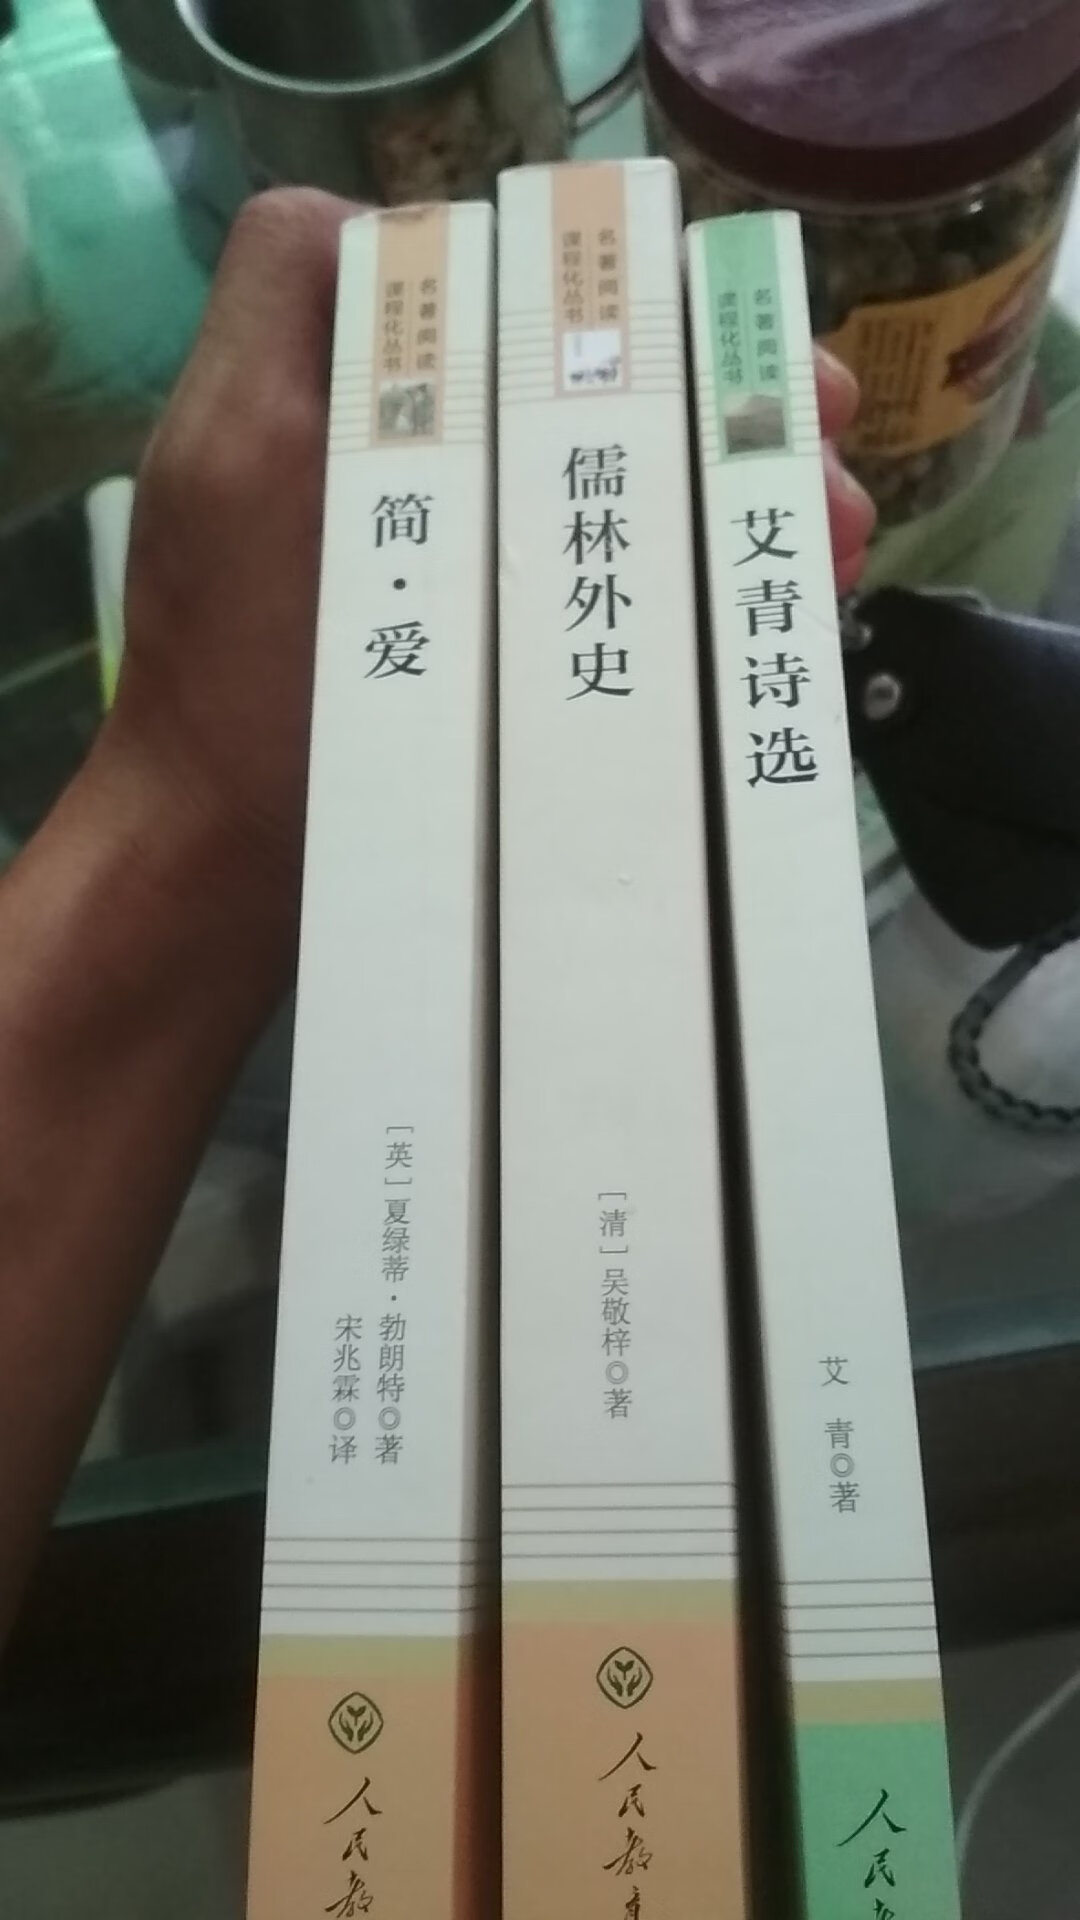 名著阅读
课程化丛书
简·爱
[英]夏绿蒂·勃朗特◎著
宋兆霖◎译
人民教
名著阅读
课程化丛书
儒林外史
[清]吴敬梓◎著
人民教育
名著阅读
课程化丛书
艾青诗选
艾青◎著
人民